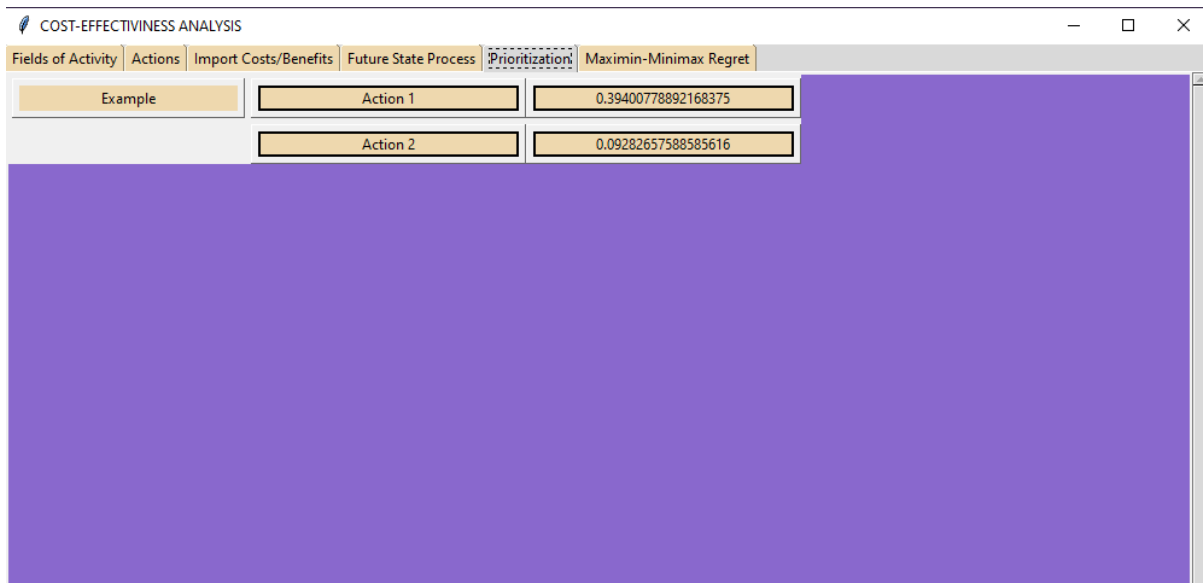 COST-EFFECTIVINESS ANALYSIS
Fields of Activity Actions Import Costs/Benefits Future State Process Prioritization Maximin-Minimax Regret
Example Action 1 0.39400778892168375
Action 2 0.09282657588585616